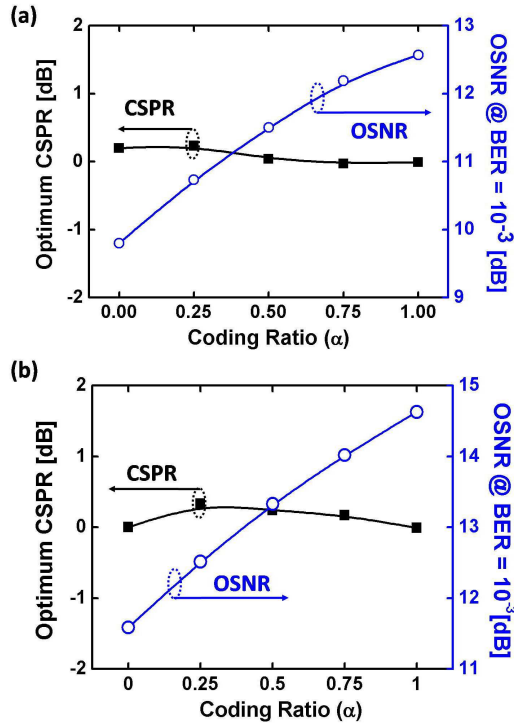 (a)
2
1
0
-1
-2
Optimum CSPR [dB]
CSPR
OSNR
13
12
11
10
9
OSNR @ BER = 10-3 [dB]
0.00 0.25 0.50 0.75 1.00
Coding Ratio (α)
(b)
2
1
0
-1
-2
Optimum CSPR [dB]
CSPR
OSNR
15
14
13
12
11
OSNR @ BER = 10-3 [dB]
0 0.25 0.5 0.75 1
Coding Ratio (α)